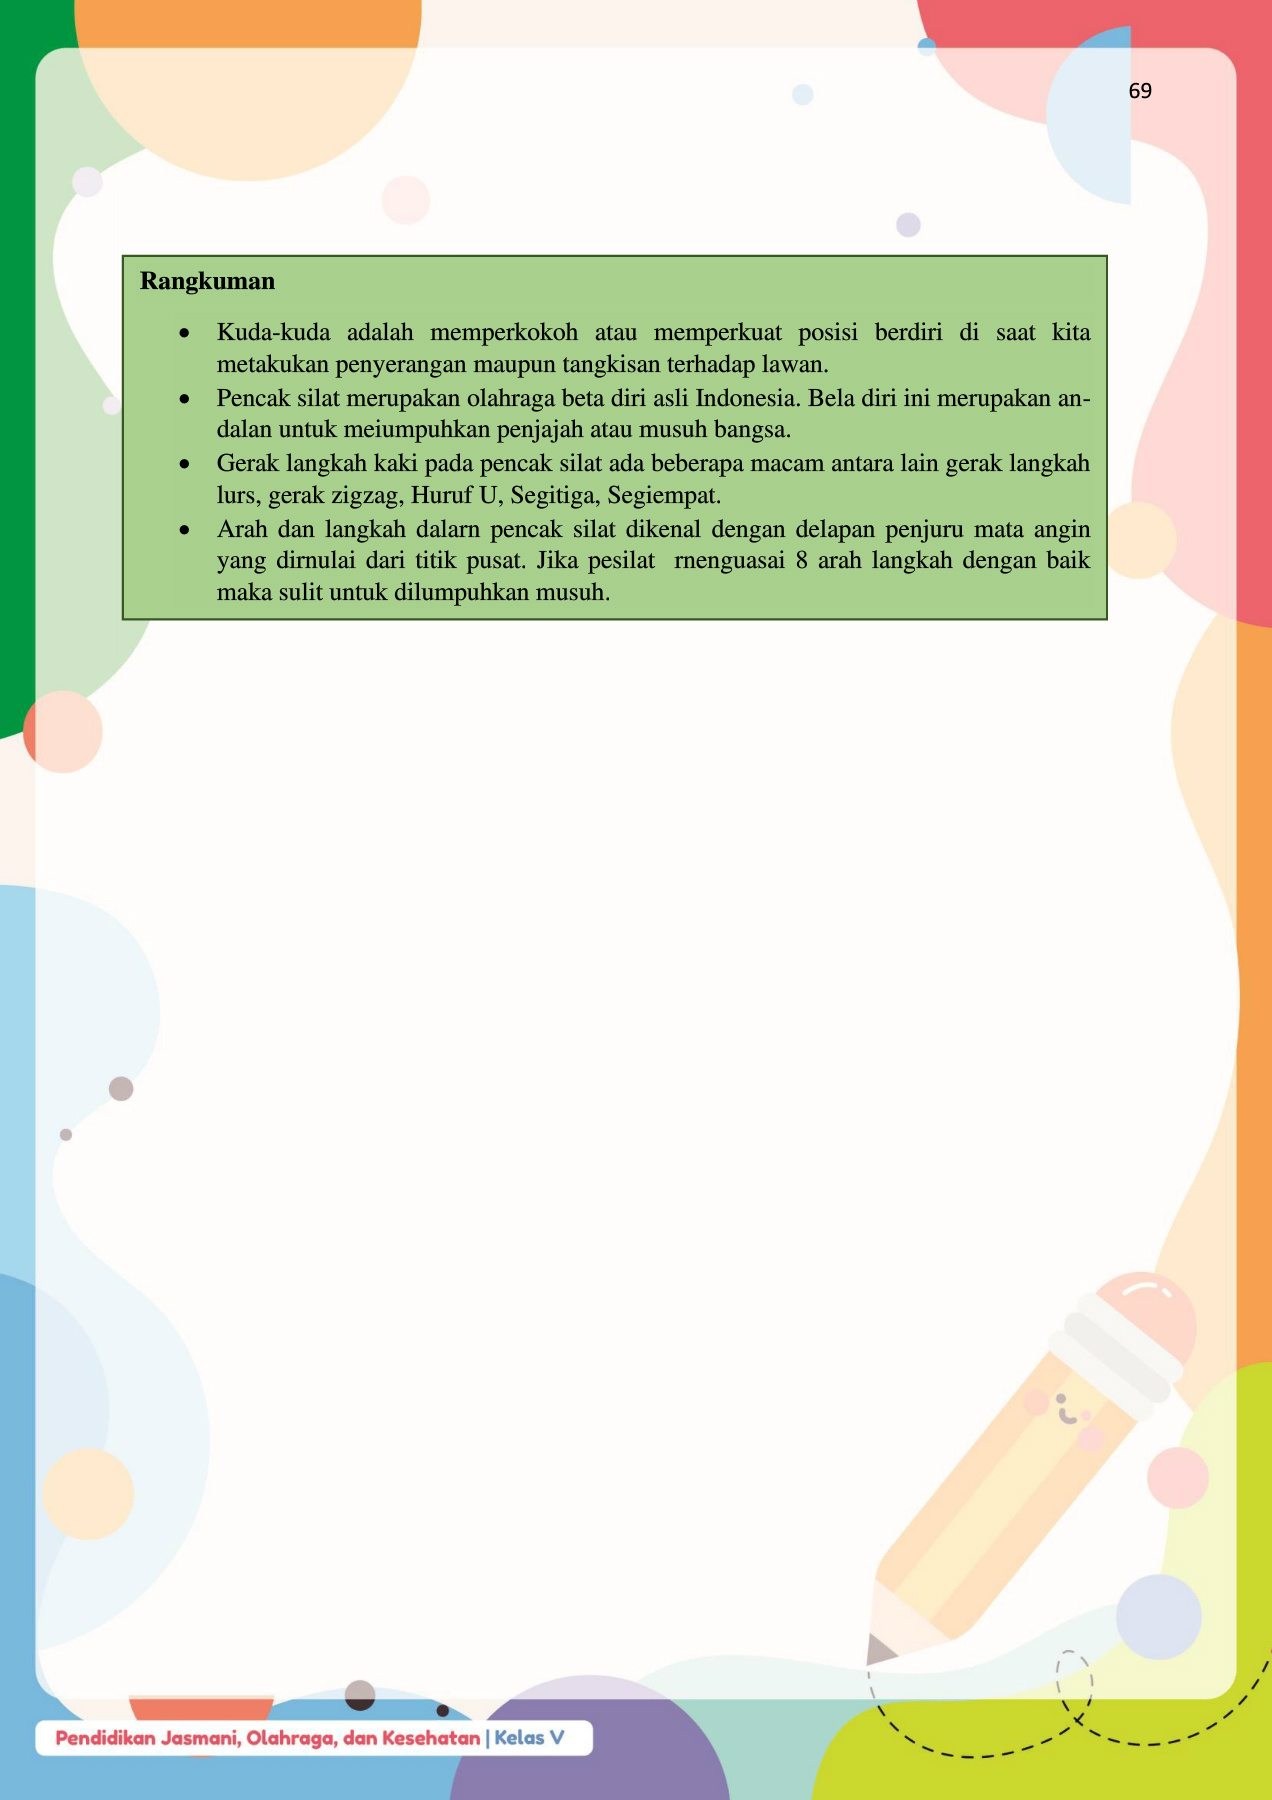 69
Rangkuman
• Kuda-kuda adalah memperkokoh atau memperkuat posisi berdiri di saat kita
metakukan penyerangan maupun tangkisan terhadap lawan.
• Pencak silat merupakan olahraga beta diri asli Indonesia. Bela diri ini merupakan an-
dalan untuk meiumpuhkan penjajah atau musuh bangsa.
• Gerak langkah kaki pada pencak silat ada beberapa macam antara lain gerak langkah
lurs, gerak zigzag, Huruf U, Segitiga, Segiempat.
• Arah dan langkah dalarn pencak silat dikenal dengan delapan penjuru mata angin
yang dirnulai dari titik pusat. Jika pesilat rnenguasai 8 arah langkah dengan baik
maka sulit untuk dilumpuhkan musuh.
Pendidikan Jasmani, Olahraga, dan Kesehatan | Kelas V